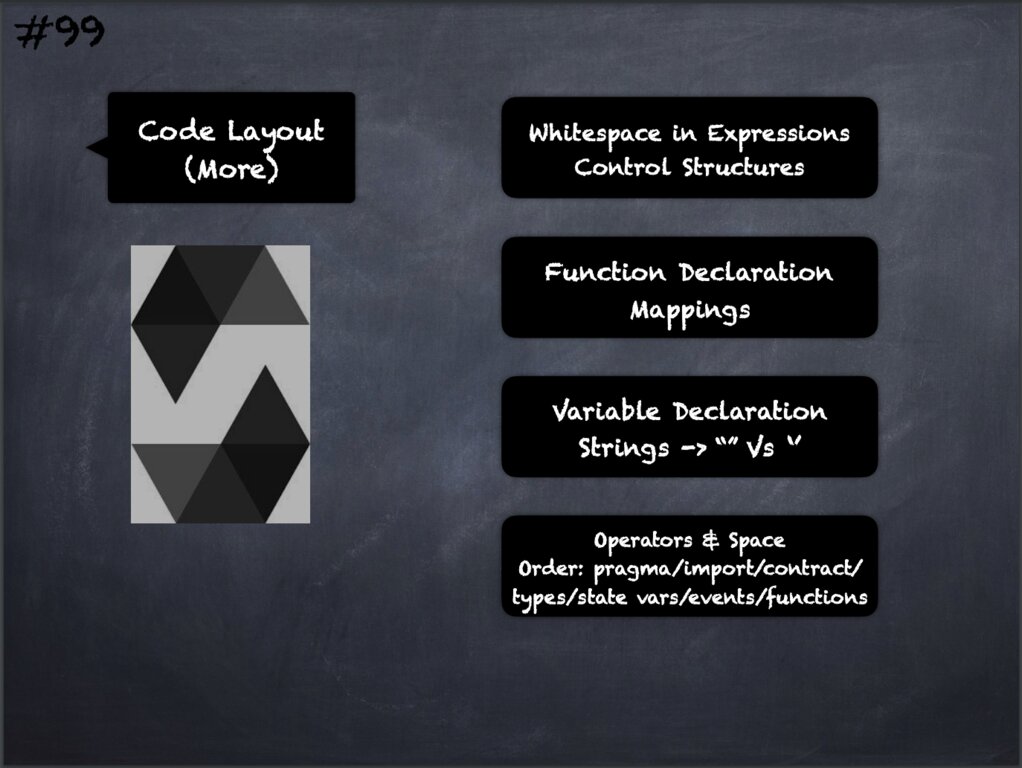 #99
Code Layout
(More)
Whitespace in Expressions
Control Structures
Function Declaration
Mappings
Variable Declaration
Strings -> “” Vs ‘’
Operators & Space
Order: pragma/import/contract/
types/state vars/events/functions